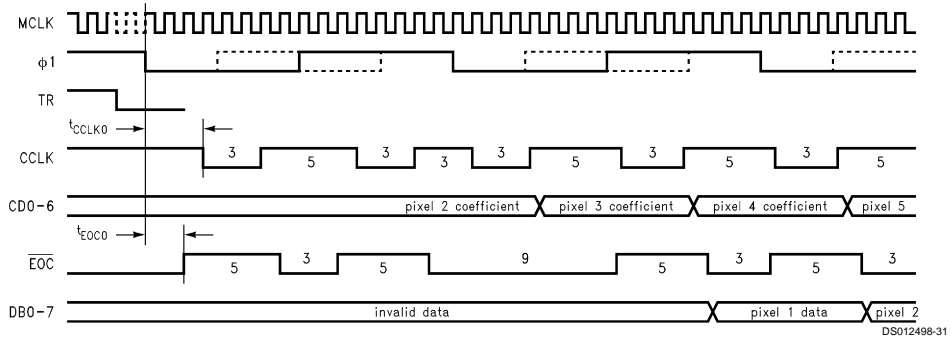 MCLK
ϕ1
TR
tCCLK0
CCLK 3 5 3 3 3 5 3 5 3 5
CD0-6 pixel 2 coefficient pixel 3 coefficient pixel 4 coefficient pixel 5
tEOC0
EOC 5 3 5 9 5 3 5 3
DB0-7 invalid data pixel 1 data pixel 2
DS012498-31